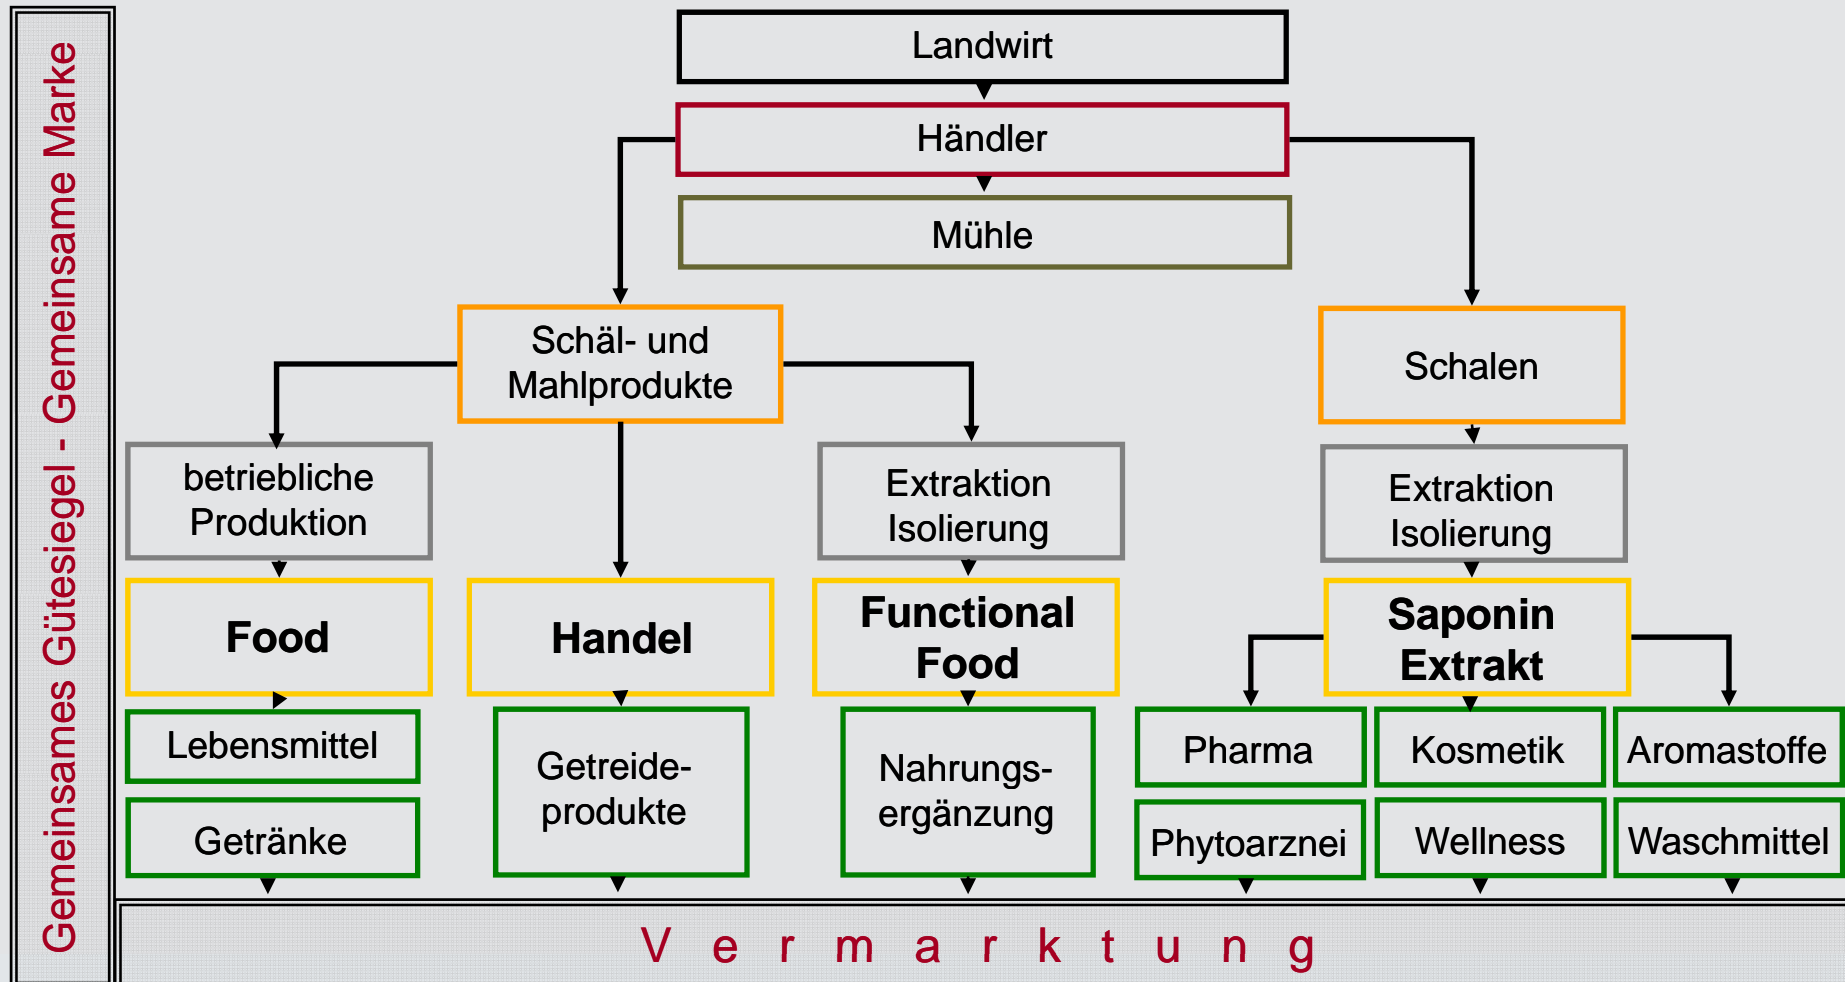 Gemeinsames Gütesiegel - Gemeinsame Marke
Landwirt
Händler
Mühle
Schäl- und
Mahlprodukte
Schalen
betriebliche
Produktion
Extraktion
Isolierung
Extraktion
Isolierung
Food
Handel
Functional
Food
Saponin
Extrakt
Lebensmittel
Getränke
Getreide-
produkte
Nahrungs-
ergänzung
Pharma
Kosmetik
Aromastoffe
Phytoarznei
Wellness
Waschmittel
Vermarktung